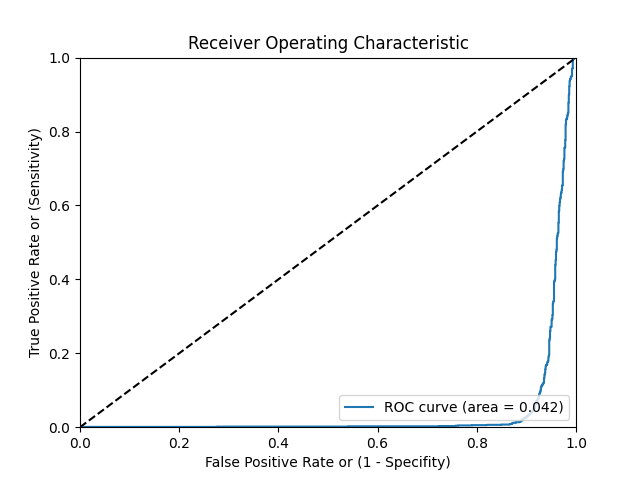 Receiver Operating Characteristic
1.0
0.8
0.6
0.4
0.2
0.0
True Positive Rate or (Sensitivity)
ROC curve (area = 0.042)
0.0 0.2 0.4 0.6 0.8 1.0
False Positive Rate or (1 - Specifity)